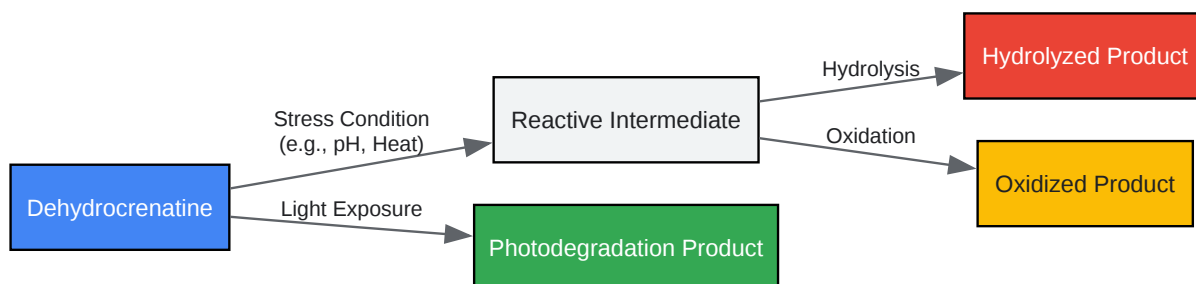 Dehydrocrenatine
Stress Condition
(e.g., pH, Heat)
Light Exposure
Reactive Intermediate
Photodegradation Product
Hydrolysis
Oxidation
Hydrolyzed Product
Oxidized Product